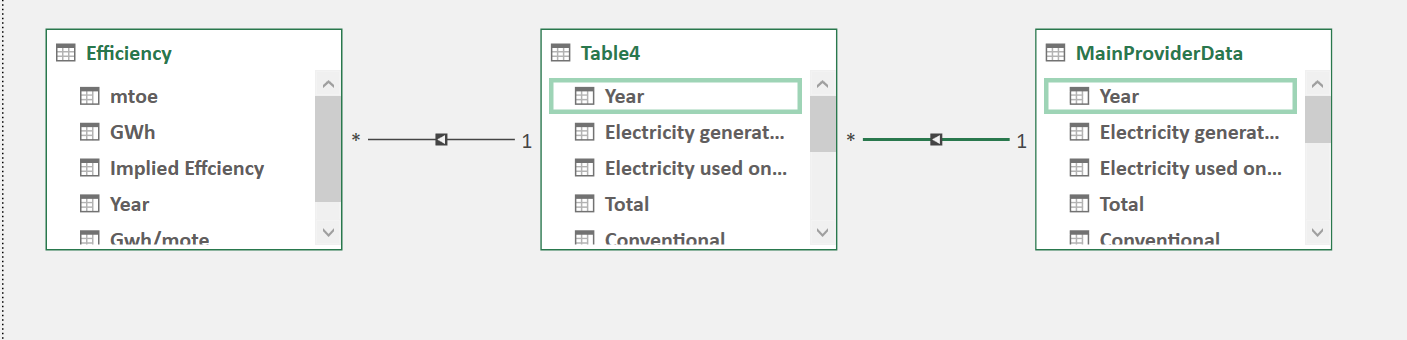 Efficiency
mtoe
GWh
Implied Effciency
Year
Gwh/mote
* 1
Table4
Year
Electricity generat...
Electricity used on...
Total
Conventional
* 1
MainProviderData
Year
Electricity generat...
Electricity used on...
Total
Conventional